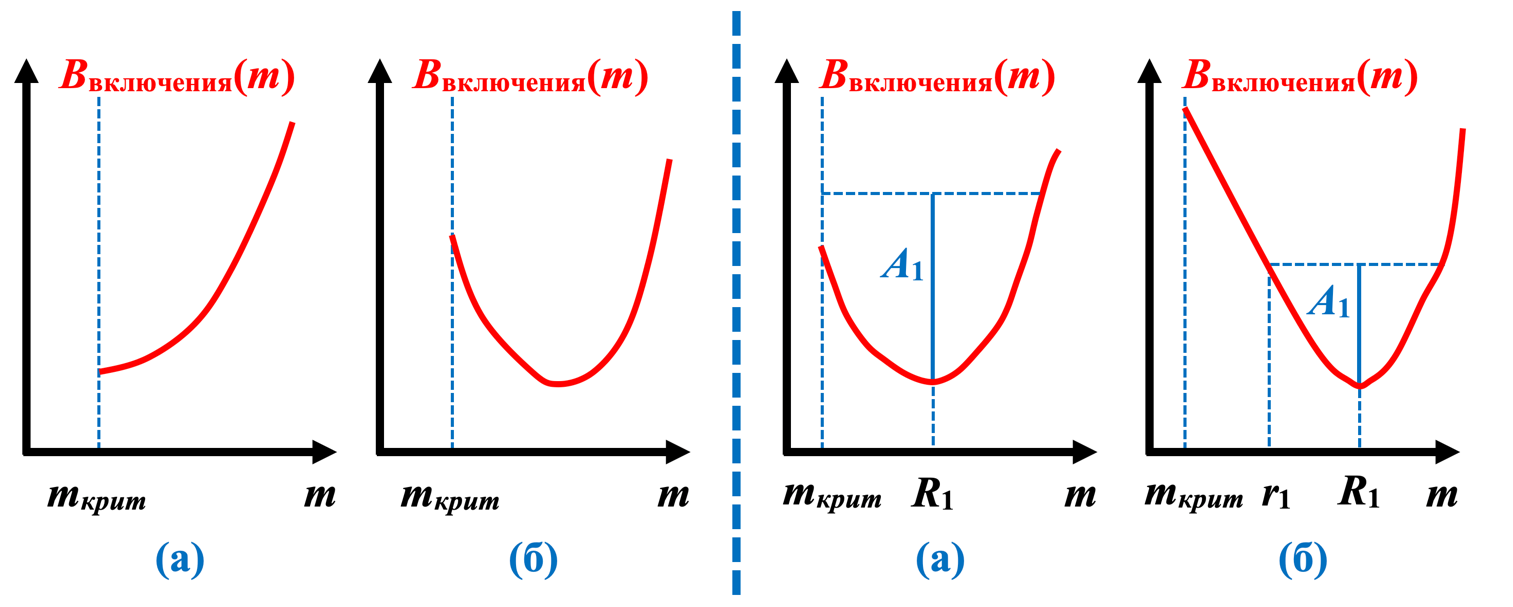 Bвключения(m)
mкрит m
(а)
Bвключения(m)
mкрит m
(б)
Bвключения(m)
A1
mкрит R1 m
(а)
Bвключения(m)
A1
mкрит r1 R1 m
(б)